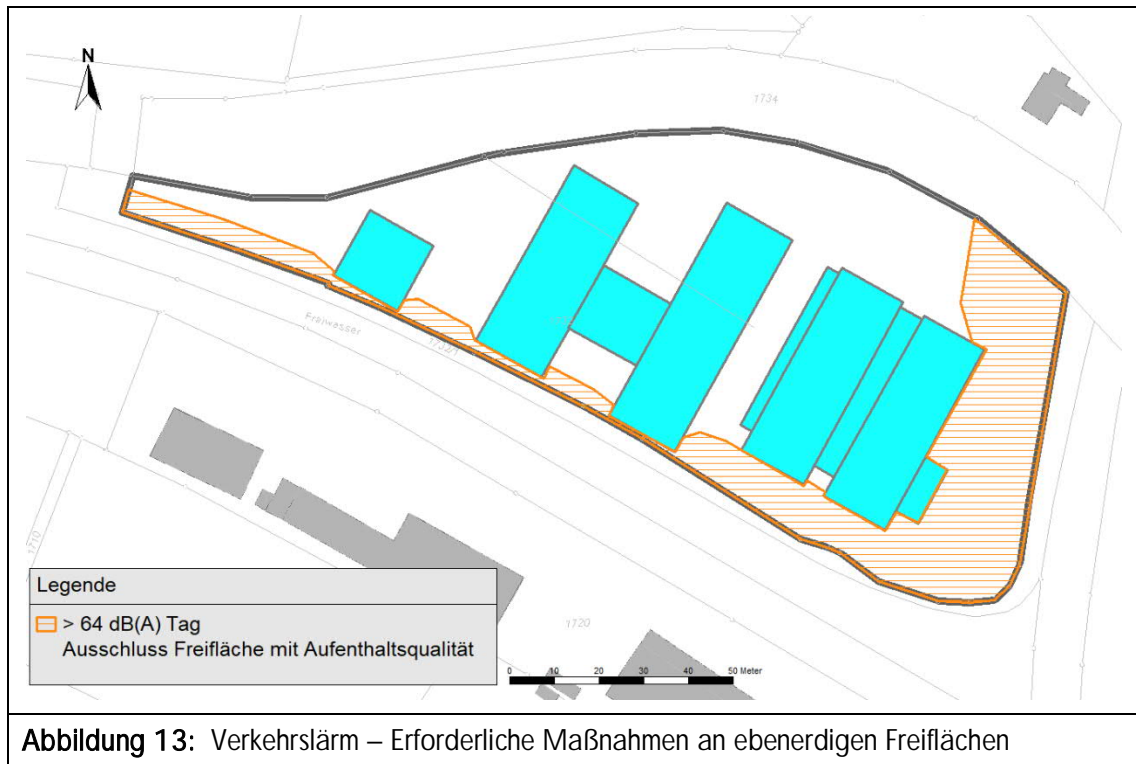 N
1734
Fraiwesser
1732/1
1710
1720
Legende
> 64 dB(A) Tag
Ausschluss Freifläche mit Aufenthaltsqualität
0 10 20 30 40 50 Meter
Abbildung 13: Verkehrslärm – Erforderliche Maßnahmen an ebenerdigen Freiflächen